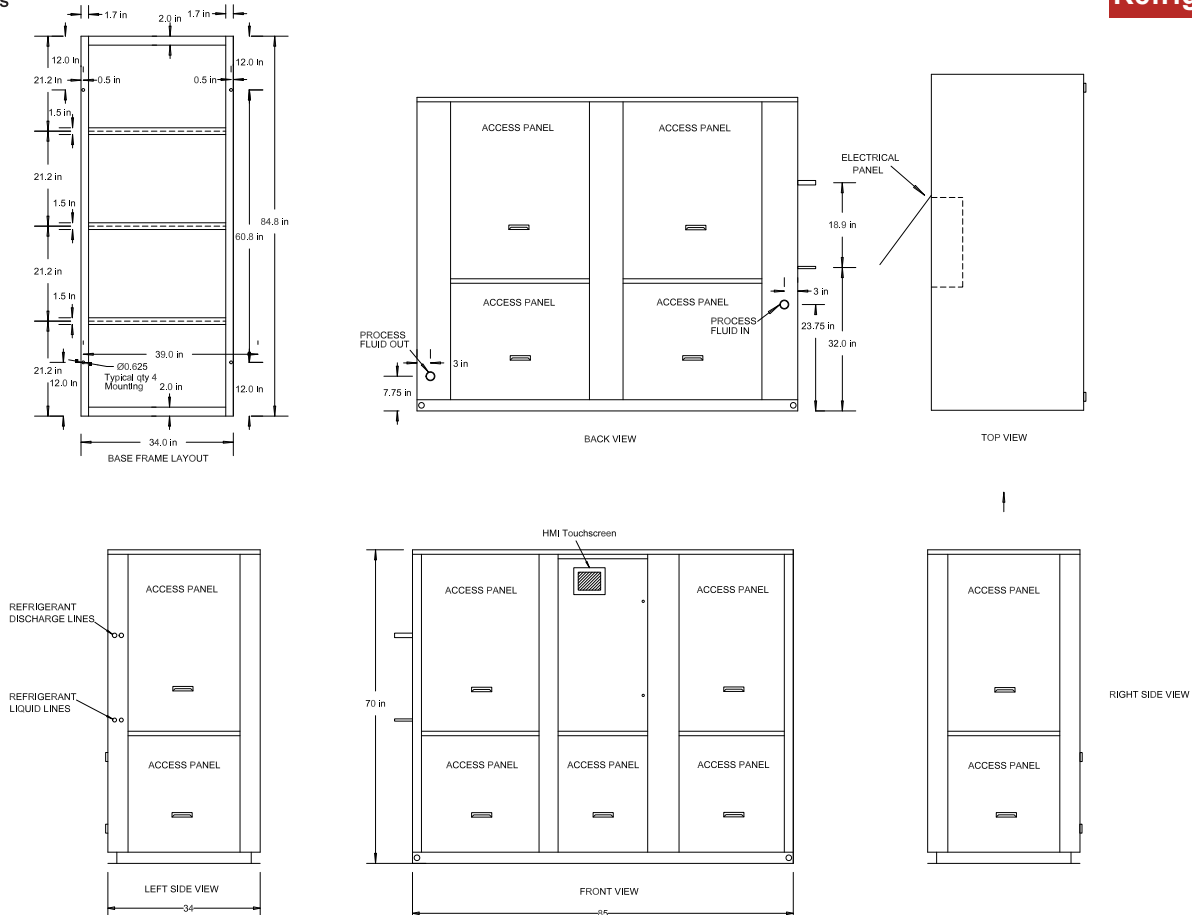 1.7 in
2.0 in
1.7 in
12.0 in
12.0 in
21.2 in
0.5 in
0.5 in
1.5 in
21.2 in
1.5 in
84.8 in
60.8 in
21.2 in
1.5 in
39.0 in
Ø0.625
Typical qty 4
Mounting
21.2 in
12.0 in
2.0 in
12.0 in
34.0 in
BASE FRAME LAYOUT
ACCESS PANEL
ACCESS PANEL
ACCESS PANEL
ACCESS PANEL
PROCESS
FLUID OUT
3 in
7.75 in
PROCESS
FLUID IN
3 in
23.75 in
18.9 in
32.0 in
BACK VIEW
ELECTRICAL
PANEL
TOP VIEW
REFRIGERANT
DISCHARGE LINES
REFRIGERANT
LIQUID LINES
ACCESS PANEL
ACCESS PANEL
LEFT SIDE VIEW
34
HMI Touchscreen
70 in
ACCESS PANEL
ACCESS PANEL
ACCESS PANEL
ACCESS PANEL
ACCESS PANEL
FRONT VIEW
85
ACCESS PANEL
ACCESS PANEL
RIGHT SIDE VIEW